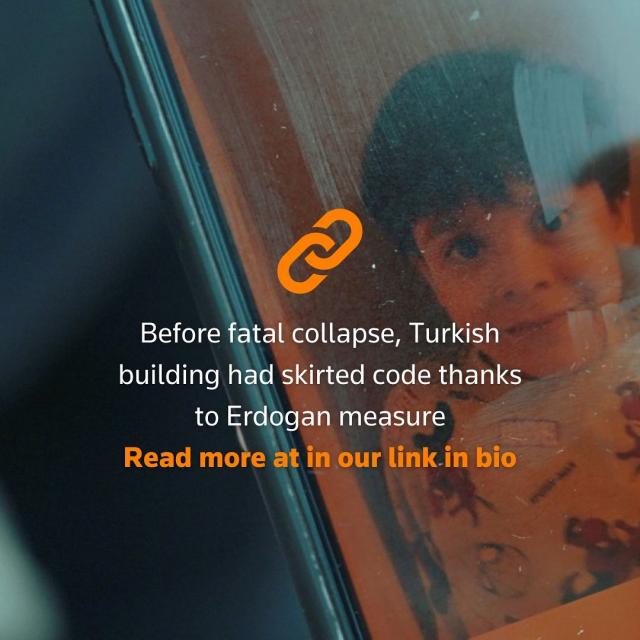 Before fatal collapse, Turkish
building had skirted code thanks
to Erdogan measure
Read more at in our link in bio